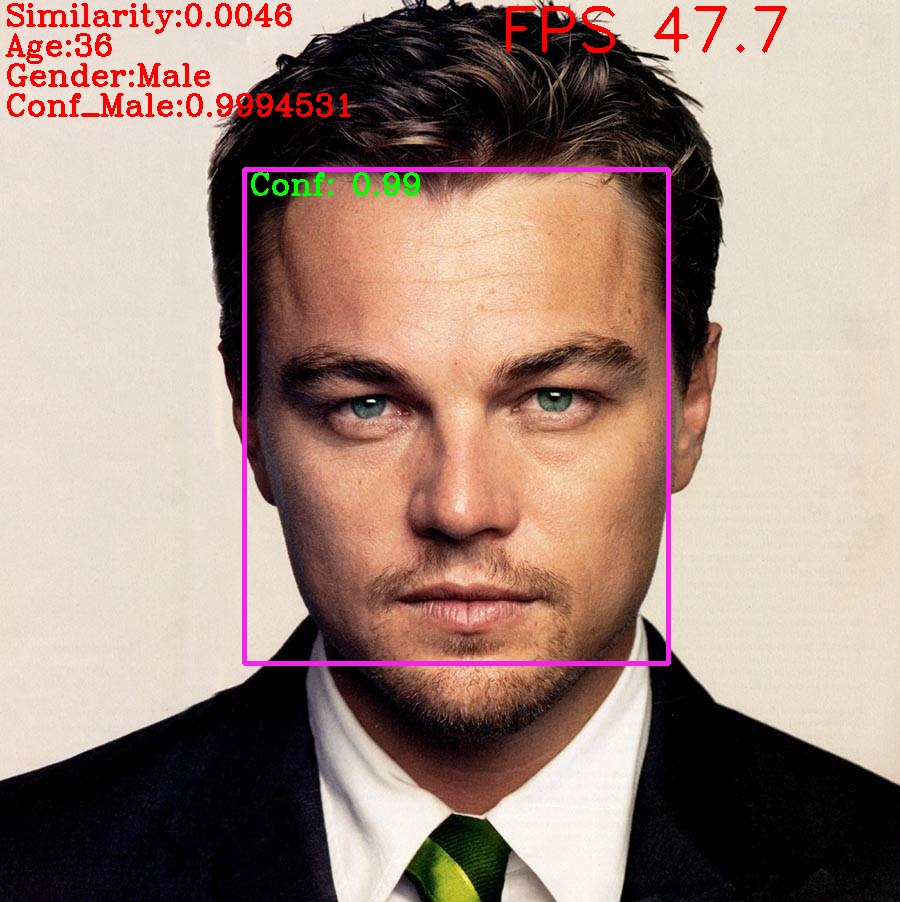 Similarity:0.0046
FPS 47.7
Age:36
Gender:Male
Conf_Male:0.9994531
Conf: 0.99